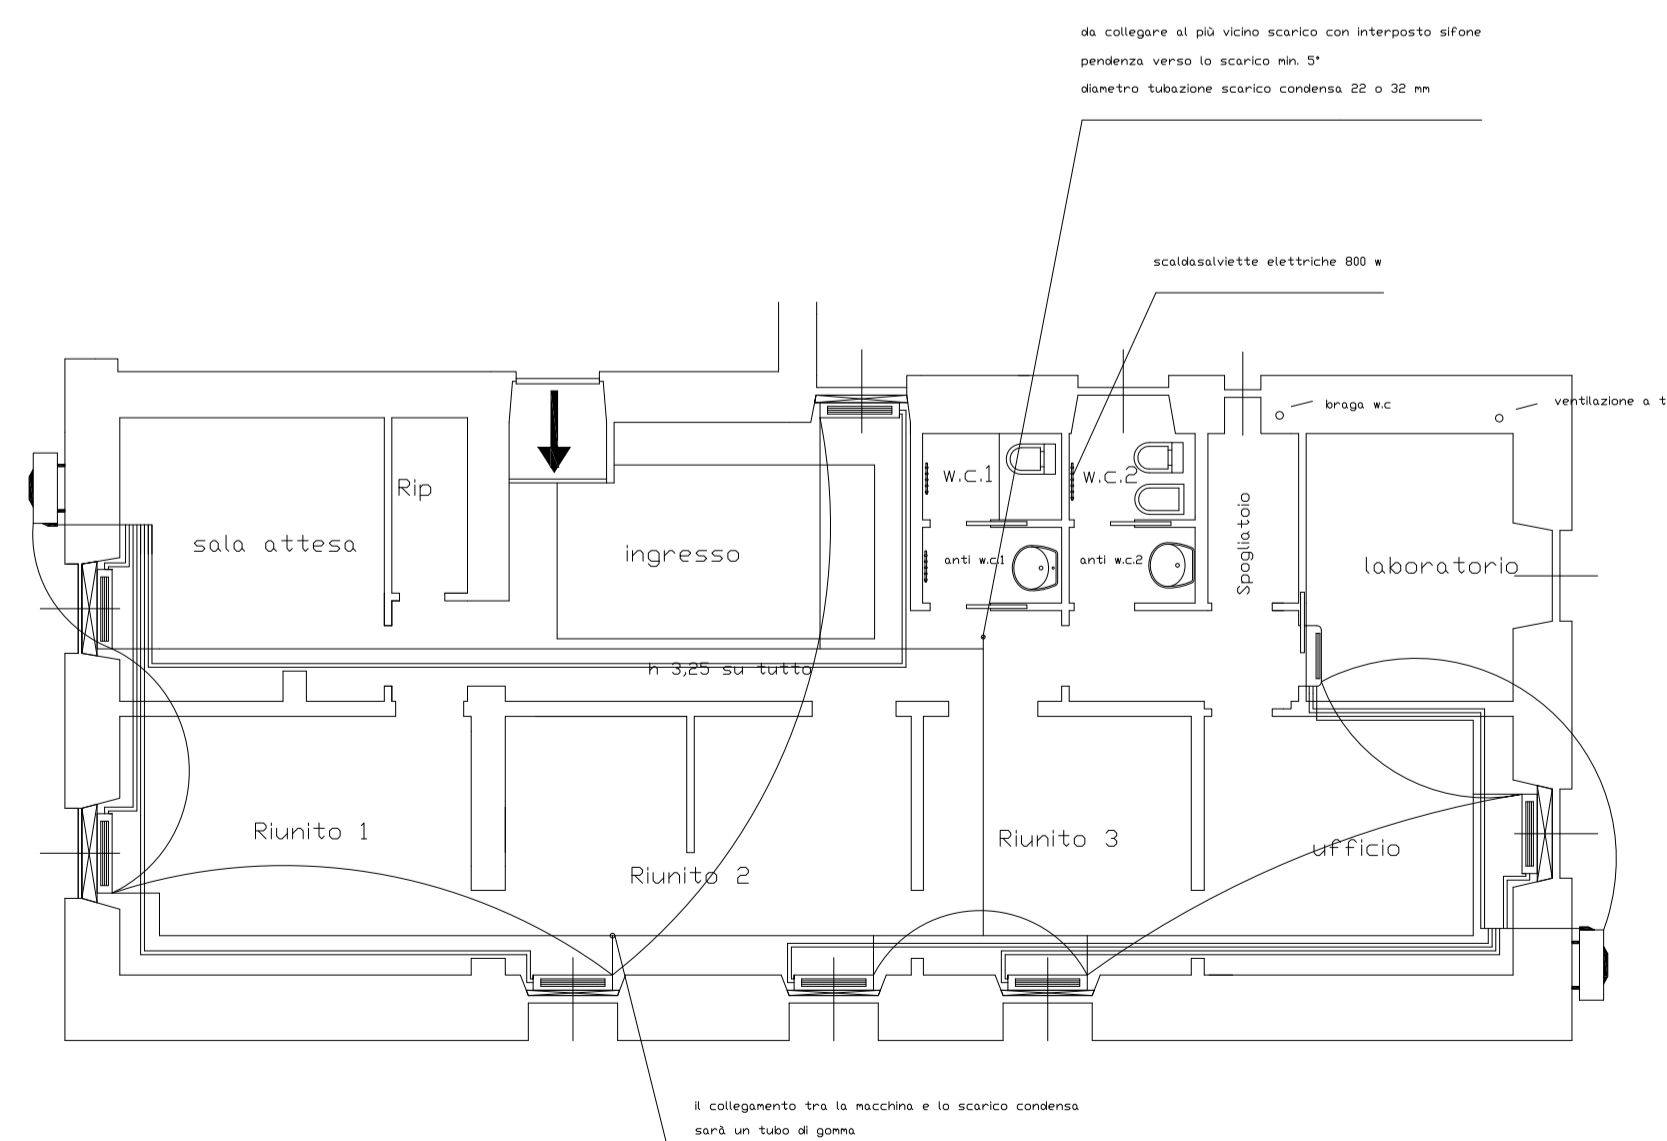 da collegare al più vicino scarico con interposto sifone
pendenza verso lo scarico min. 5°
diametro tubazione scarico condensa 22 o 32 mm
scaldasalviette elettriche 800 w
braga w.c
ventilazione a t
Rip
w.c.1
w.c.2
sala attesa
ingresso
anti w.c.1
anti w.c.2
Spogliatoio
laboratorio
h 3,25 su tutto
Riunito 1
Riunito 2
Riunito 3
ufficio
il collegamento tra la macchina e lo scarico condensa
sarà un tubo di gomma